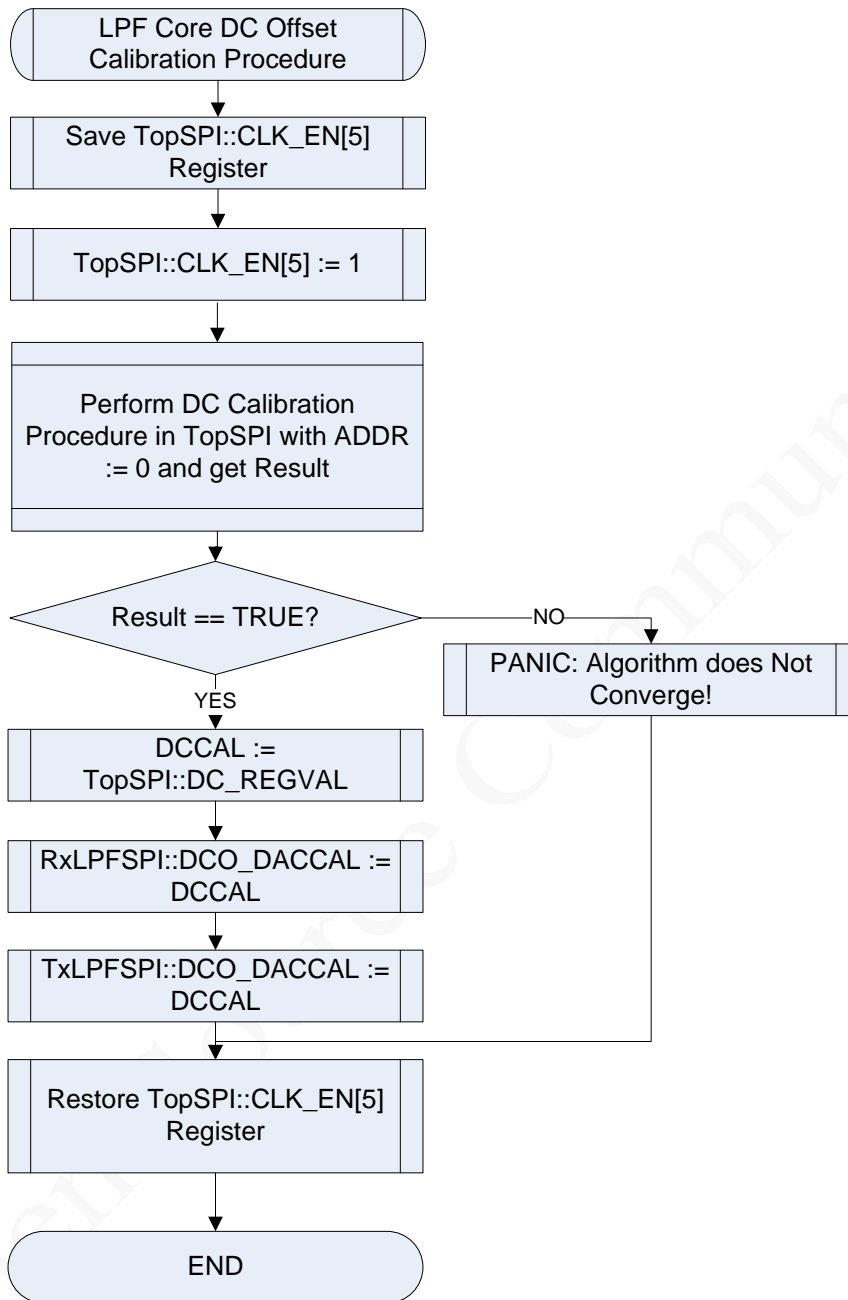 LPF Core DC Offset
Calibration Procedure
Save TopSPI::CLK_EN[5]
Register
TopSPI::CLK_EN[5] := 1
Perform DC Calibration
Procedure in TopSPI with ADDR
:= 0 and get Result
Result == TRUE?
NO
PANIC: Algorithm does Not
Converge!
YES
DCCAL :=
TopSPI::DC_REGVAL
RxLPFSPI::DCO_DACCAL :=
DCCAL
TxLPFSPI::DCO_DACCAL :=
DCCAL
Restore TopSPI::CLK_EN[5]
Register
END